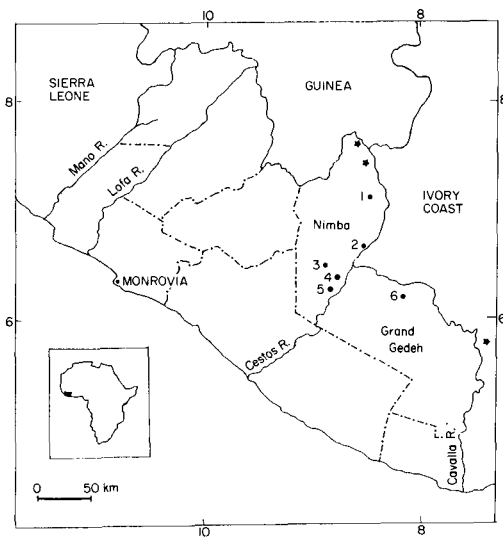 10
8
SIERRA
LEONE
GUINEA
8
8
Mano R.
Lofa R.
1
IVORY
COAST
Nimba
2
3
4
MONROVIA
5
6
6
6
Grand
Gedeh
Cestos R.
Cavalla R.
0
50 km
10
8